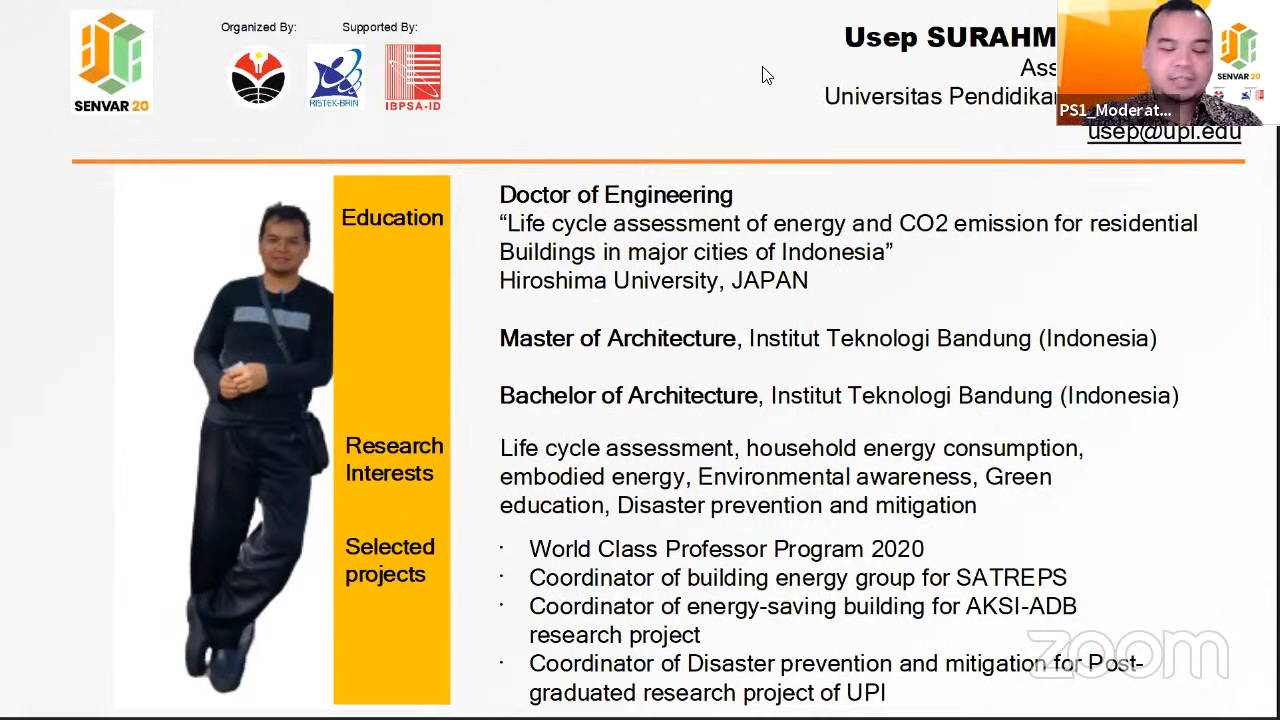 Organized By:
Supported By:
SENVAR 20
RISTEK-BRIN
IBPSA-ID
Usep SURAHM
Ass
Universitas Pendidika
usep@upi.edu
SENVAR 20
PS1_Moderat...
Education
Doctor of Engineering
“Life cycle assessment of energy and CO2 emission for residential
Buildings in major cities of Indonesia”
Hiroshima University, JAPAN
Master of Architecture, Institut Teknologi Bandung (Indonesia)
Bachelor of Architecture, Institut Teknologi Bandung (Indonesia)
Research
Interests
Life cycle assessment, household energy consumption,
embodied energy, Environmental awareness, Green
education, Disaster prevention and mitigation
Selected
projects
· World Class Professor Program 2020
· Coordinator of building energy group for SATREPS
· Coordinator of energy-saving building for AKSI-ADB
research project
· Coordinator of Disaster prevention and mitigation for Post-
graduated research project of UPI
zoom